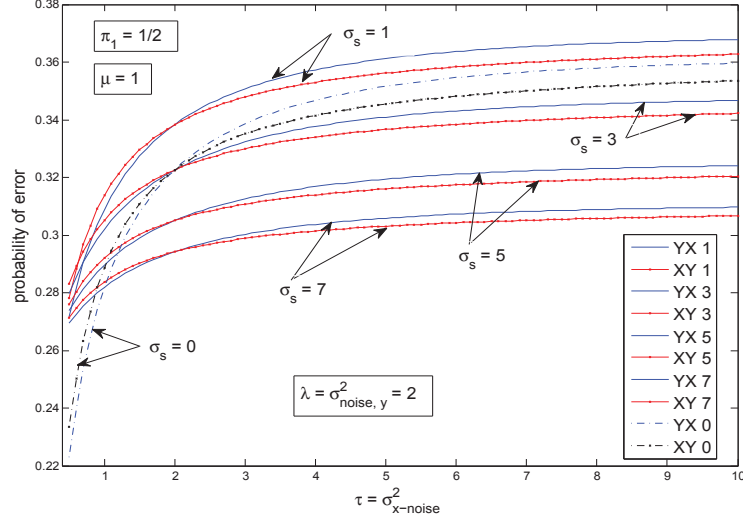 0.38
0.36
0.34
0.32
0.3
0.28
0.26
0.24
0.22
probability of error
π₁ = 1/2
μ = 1
σₛ = 1
σₛ = 3
σₛ = 5
σₛ = 7
σₛ = 0
λ = σ²noise, y = 2
YX 1
XY 1
YX 3
XY 3
YX 5
XY 5
YX 7
XY 7
YX 0
XY 0
1 2 3 4 5 6 7 8 9 10
τ = σ²x−noise